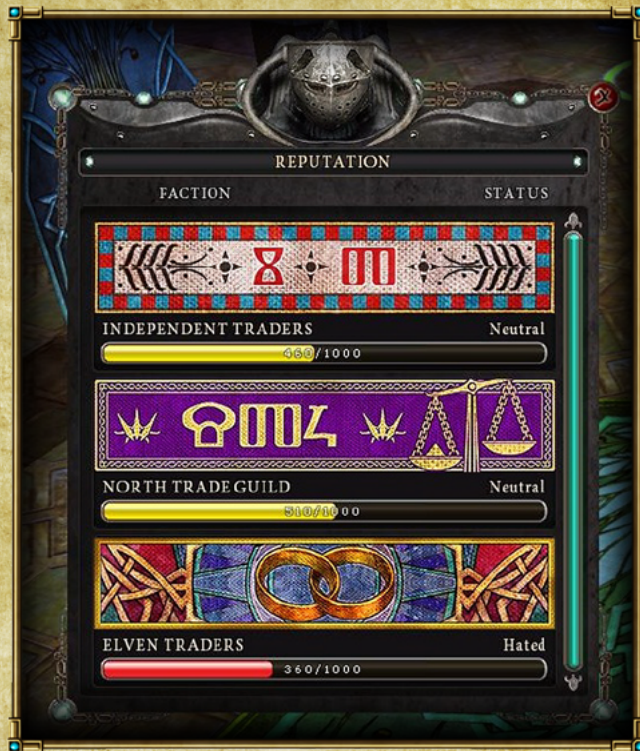 REPUTATION
FACTION STATUS
INDEPENDENT TRADERS Neutral
460/1000
NORTH TRADE GUILD Neutral
510/1000
ELVEN TRADERS Hated
360/1000